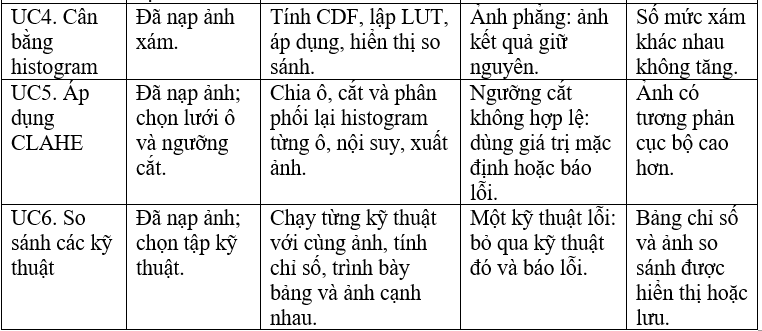 UC4. Cân
bằng
histogram
Đã nạp ảnh
xám.
Tính CDF, lập LUT,
áp dụng, hiển thị so
sánh.
Ảnh phẳng: ảnh
kết quả giữ
nguyên.
Số mức xám
khác nhau
không tăng.
UC5. Áp
dụng
CLAHE
Đã nạp ảnh;
chọn lưới ô
và ngưỡng
cắt.
Chia ô, cắt và phân
phối lại histogram
từng ô, nội suy, xuất
ảnh.
Ngưỡng cắt
không hợp lệ:
dùng giá trị mặc
định hoặc báo
lỗi.
Ảnh có
tương phản
cục bộ cao
hơn.
UC6. So
sánh các kỹ
thuật
Đã nạp ảnh;
chọn tập kỹ
thuật.
Chạy từng kỹ thuật
với cùng ảnh, tính
chỉ số, trình bày
bảng và ảnh cạnh
nhau.
Một kỹ thuật lỗi:
bỏ qua kỹ thuật
đó và báo lỗi.
Bảng chỉ số
và ảnh so
sánh được
hiển thị hoặc
lưu.